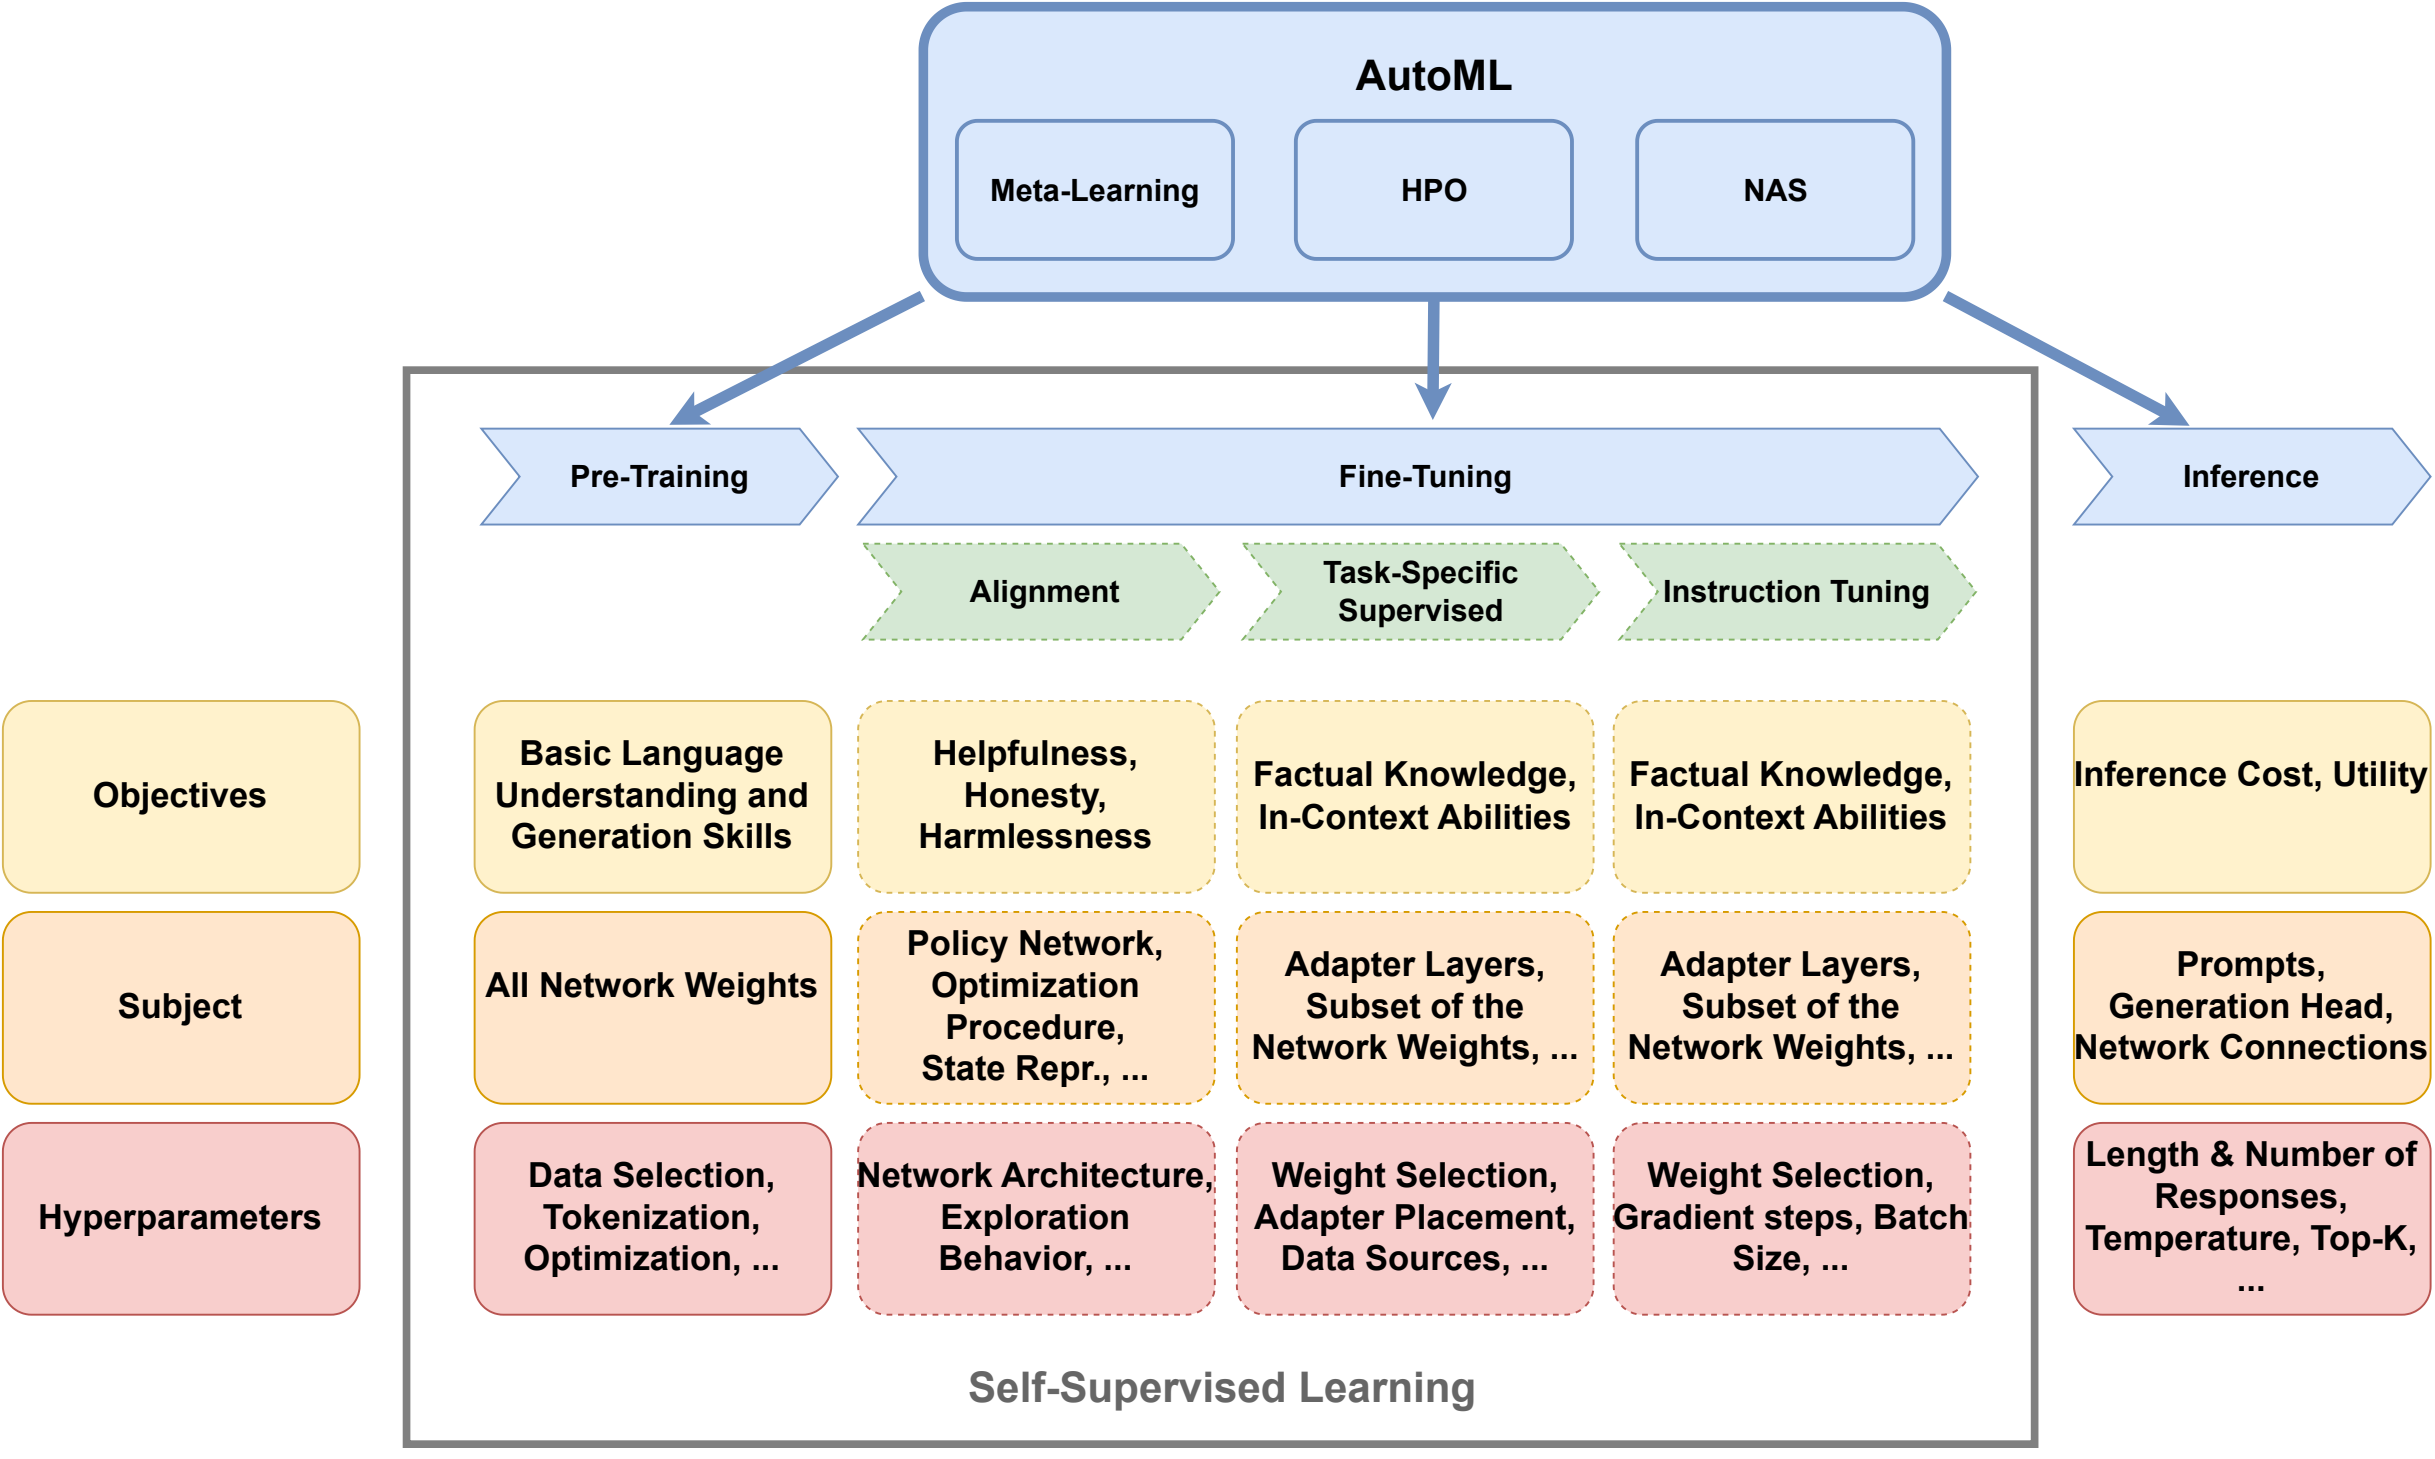 AutoML
Meta-Learning
HPO
NAS
Pre-Training
Fine-Tuning
Inference
Alignment
Task-Specific
Supervised
Instruction Tuning
Objectives
Basic Language
Understanding and
Generation Skills
Helpfulness,
Honesty,
Harmlessness
Factual Knowledge,
In-Context Abilities
Factual Knowledge,
In-Context Abilities
Inference Cost, Utility
Subject
All Network Weights
Policy Network,
Optimization
Procedure,
State Repr., ...
Adapter Layers,
Subset of the
Network Weights, ...
Adapter Layers,
Subset of the
Network Weights, ...
Prompts,
Generation Head,
Network Connections
Hyperparameters
Data Selection,
Tokenization,
Optimization, ...
Network Architecture,
Exploration
Behavior, ...
Weight Selection,
Adapter Placement,
Data Sources, ...
Weight Selection,
Gradient steps, Batch
Size, ...
Length & Number of
Responses,
Temperature, Top-K,
...
Self-Supervised Learning